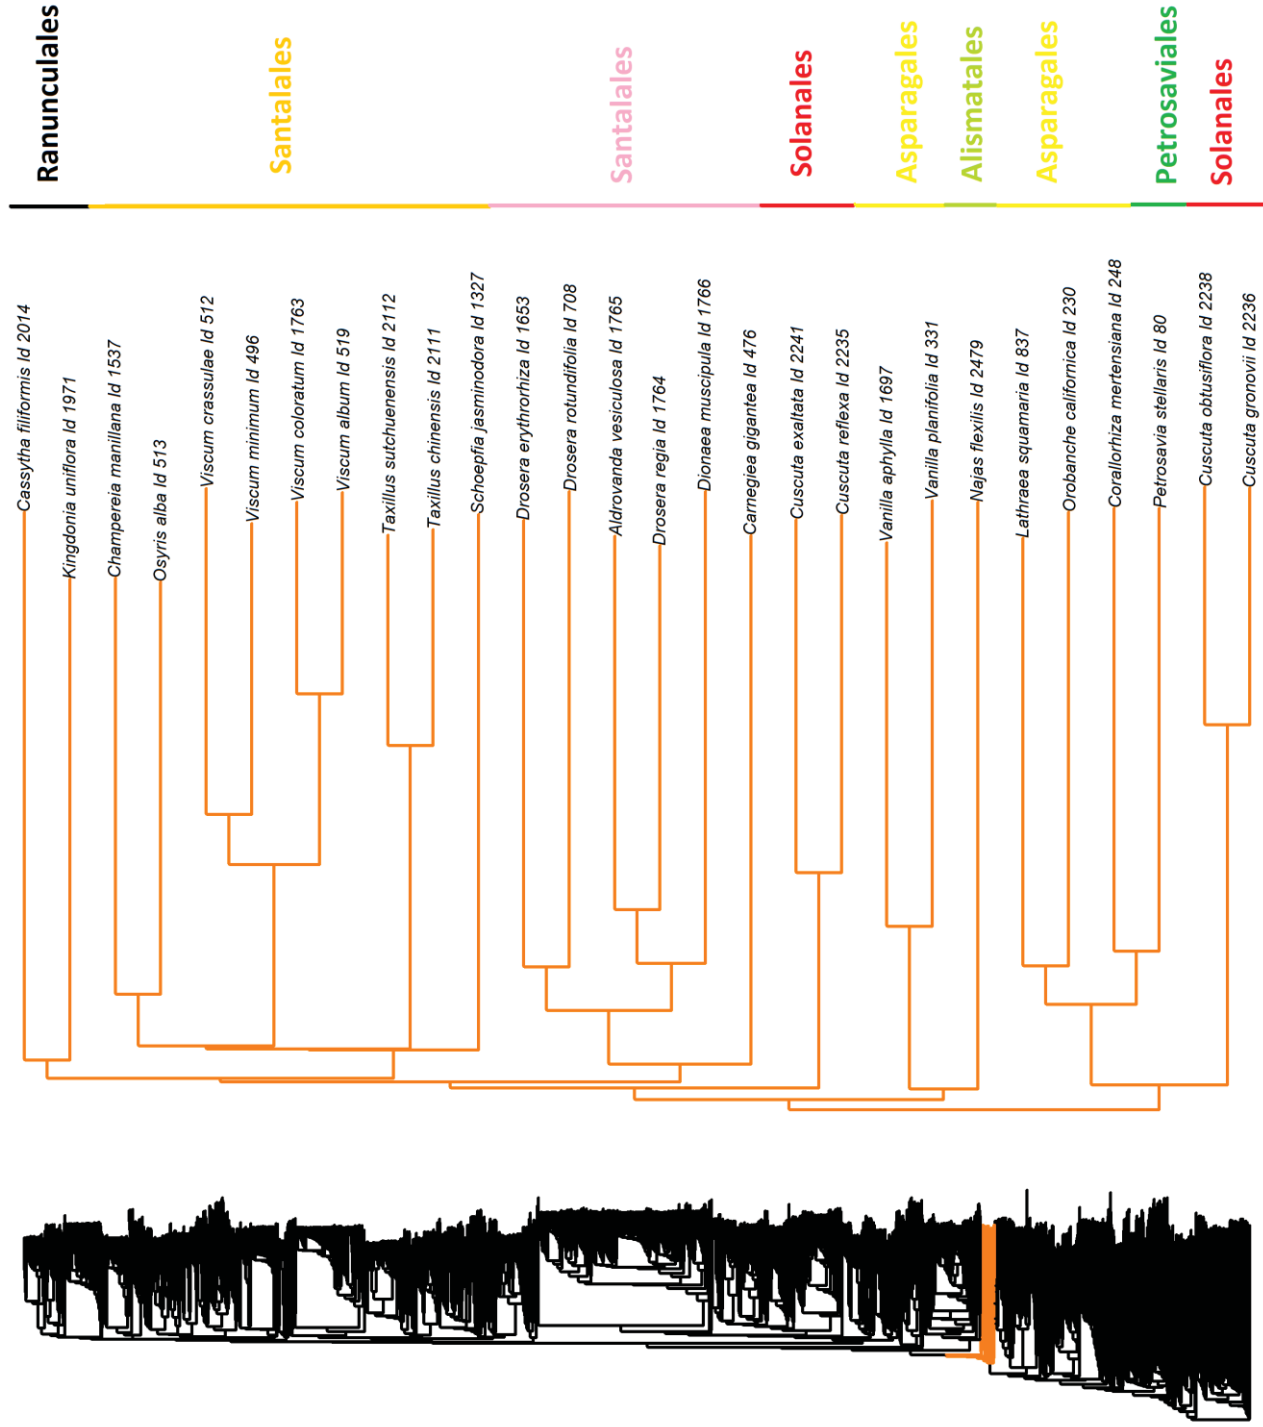 Ranunculales
Santalales
Santalales
Solanales
Asparagales
Alismatales
Asparagales
Petrosaviales
Solanales
Cassytha filiformis Id 2014
Kingdonia uniflora Id 1971
Champereia manillana Id 1537
Osyris alba Id 513
Viscum crassulae Id 512
Viscum minimum Id 496
Viscum coloratum Id 1763
Viscum album Id 519
Taxillus sutchuenensis Id 2112
Taxillus chinensis Id 2111
Schoepfia jasminodora Id 1327
Drosera erythrorhiza Id 1653
Drosera rotundifolia Id 708
Aldrovanda vesiculosa Id 1765
Drosera regia Id 1764
Dionaea muscipula Id 1766
Carnegiea gigantea Id 476
Cuscuta exaltata Id 2241
Cuscuta reflexa Id 2235
Vanilla aphylla Id 1697
Vanilla planifolia Id 331
Najas flexilis Id 2479
Lathraea squamaria Id 837
Orobanche californica Id 230
Corallorhiza mertensiana Id 248
Petrosavia stellaris Id 80
Cuscuta obtusiflora Id 2238
Cuscuta gronovii Id 2236